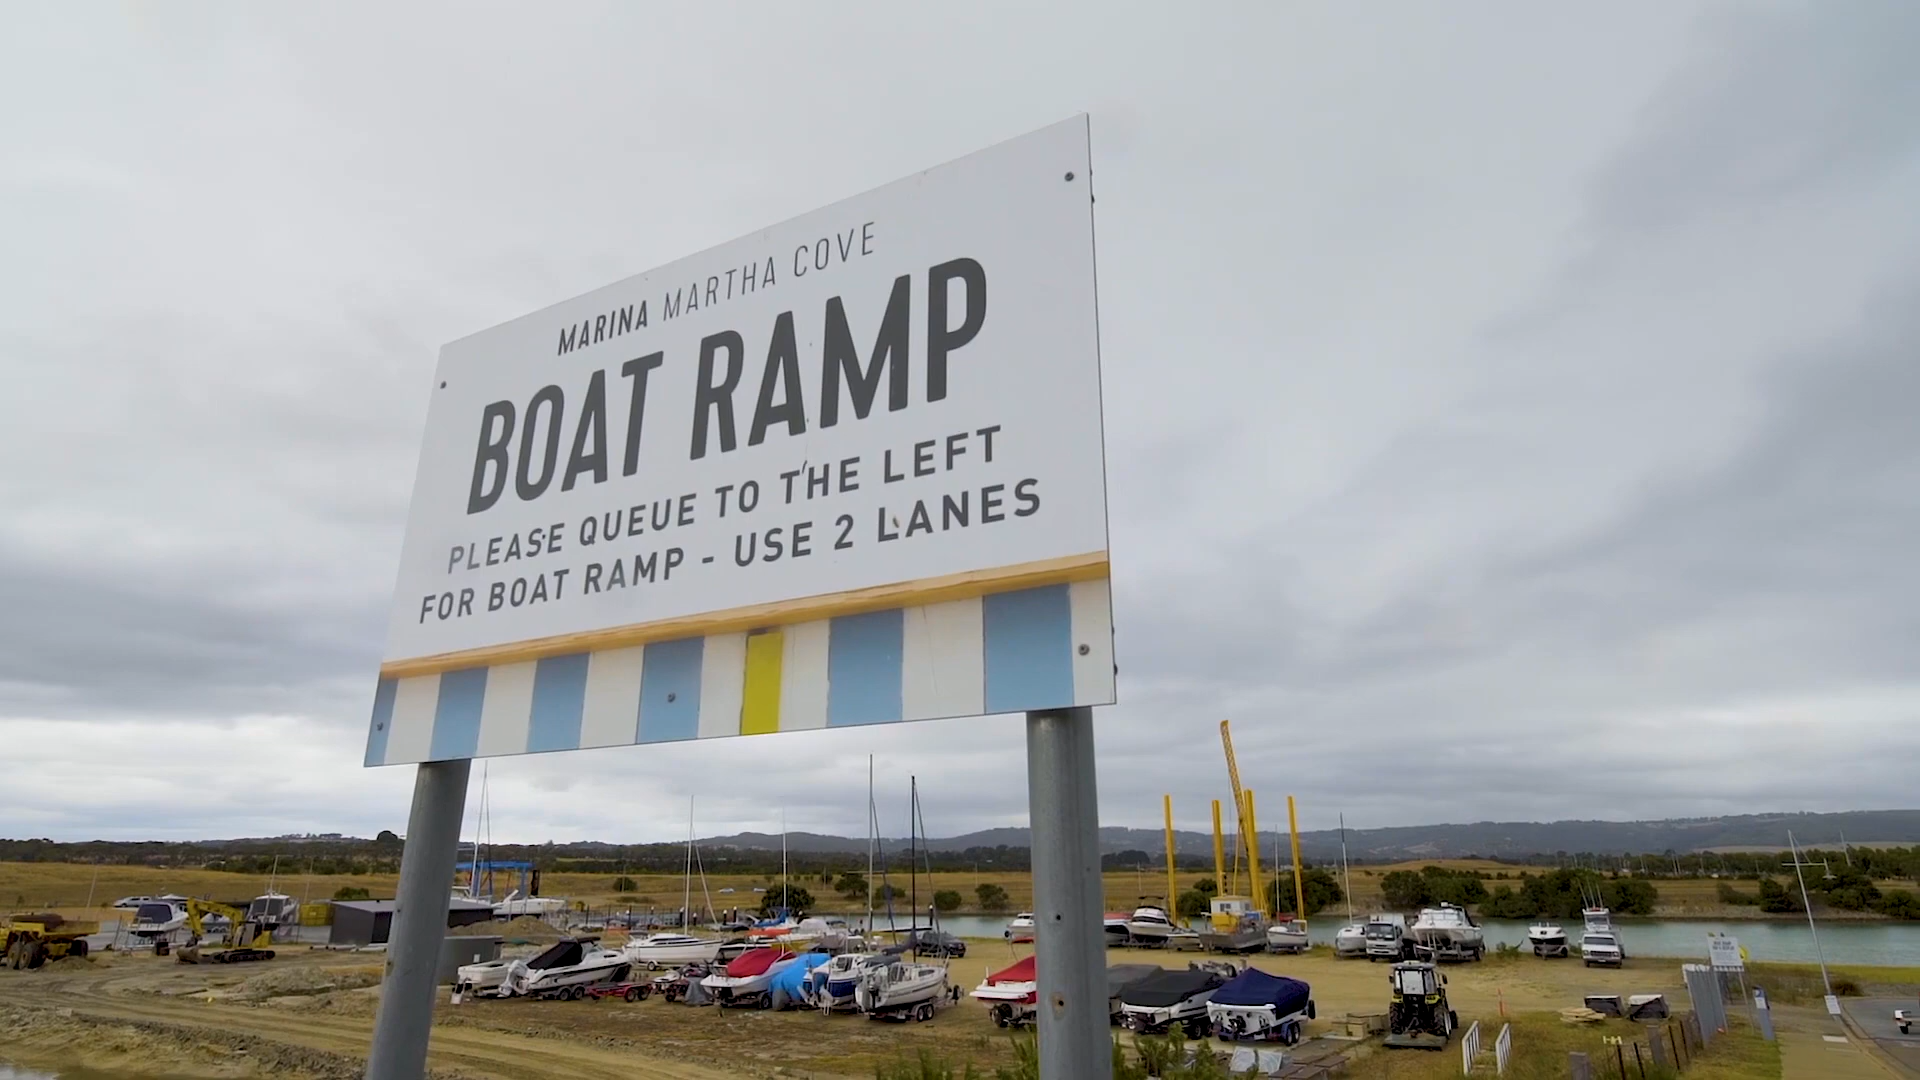 MARINA MARTHA COVE
BOAT RAMP
PLEASE QUEUE TO THE LEFT
FOR BOAT RAMP - USE 2 LANES